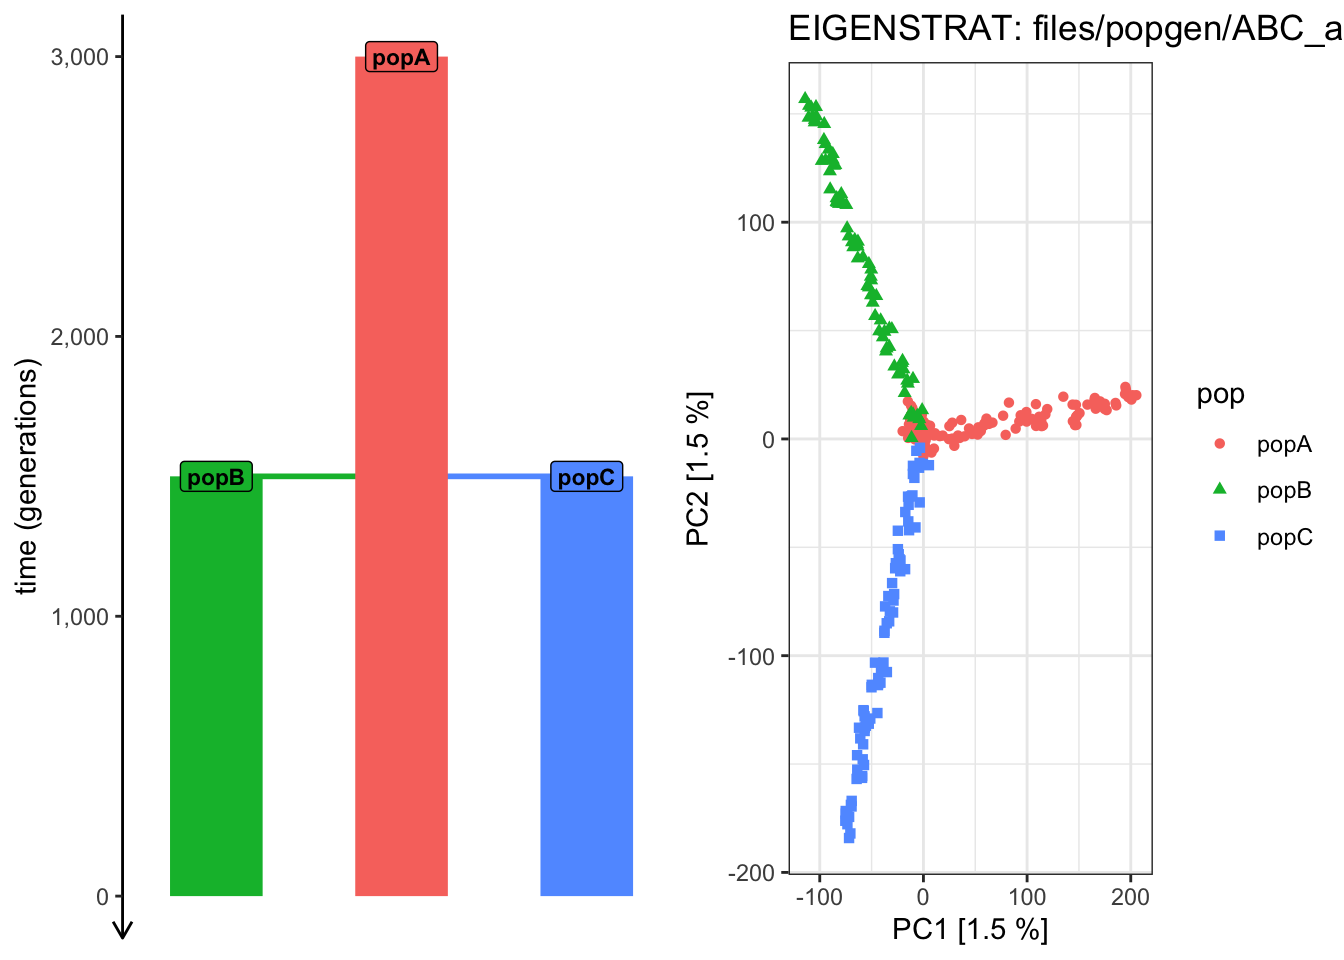 EIGENSTRAT: files/popgen/ABC_a
3,000
2,000
1,000
0
time (generations)
popA
popB
popC
100
0
-100
-200
PC2 [1.5 %]
-100
0
100
200
PC1 [1.5 %]
pop
popA
popB
popC